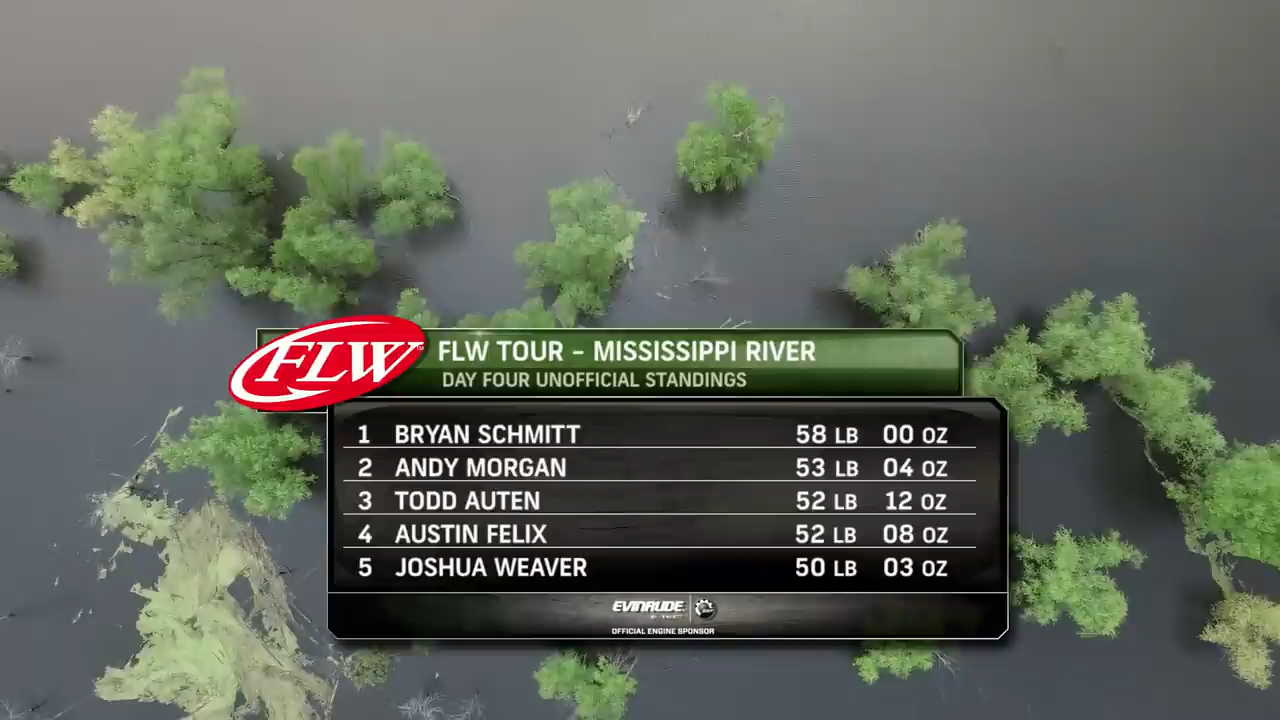 FLW
FLW TOUR - MISSISSIPPI RIVER
DAY FOUR UNOFFICIAL STANDINGS
1 BRYAN SCHMITT 58 LB 00 OZ
2 ANDY MORGAN 53 LB 04 OZ
3 TODD AUTEN 52 LB 12 OZ
4 AUSTIN FELIX 52 LB 08 OZ
5 JOSHUA WEAVER 50 LB 03 OZ
EVINRUDE
OFFICIAL ENGINE SPONSOR